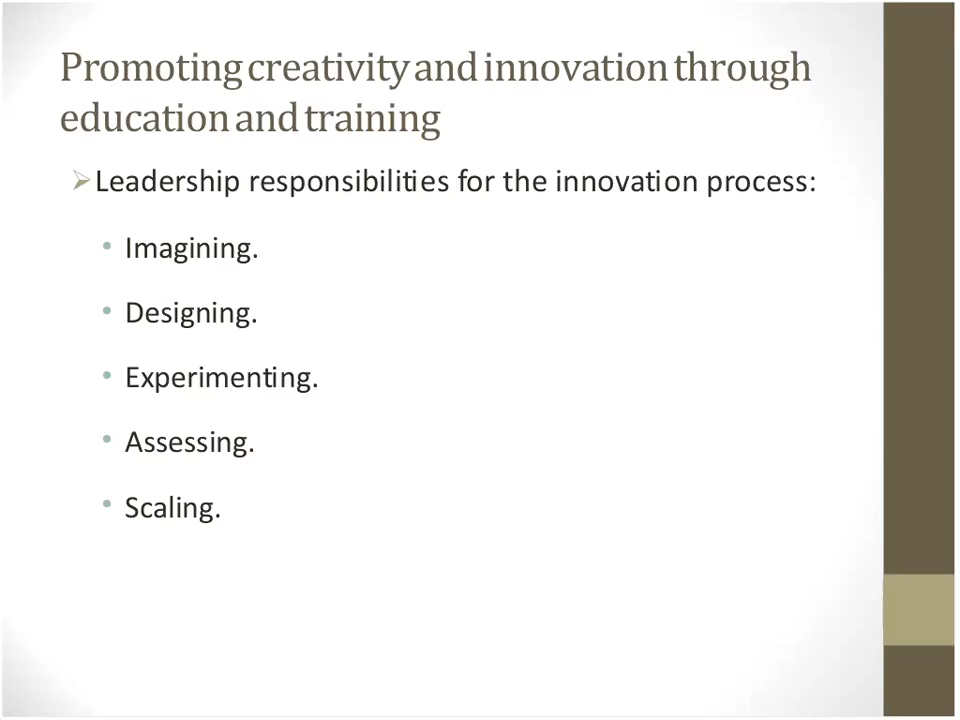 Promoting creativity and innovation through
education and training
Leadership responsibilities for the innovation process:
Imagining.
Designing.
Experimenting.
Assessing.
Scaling.